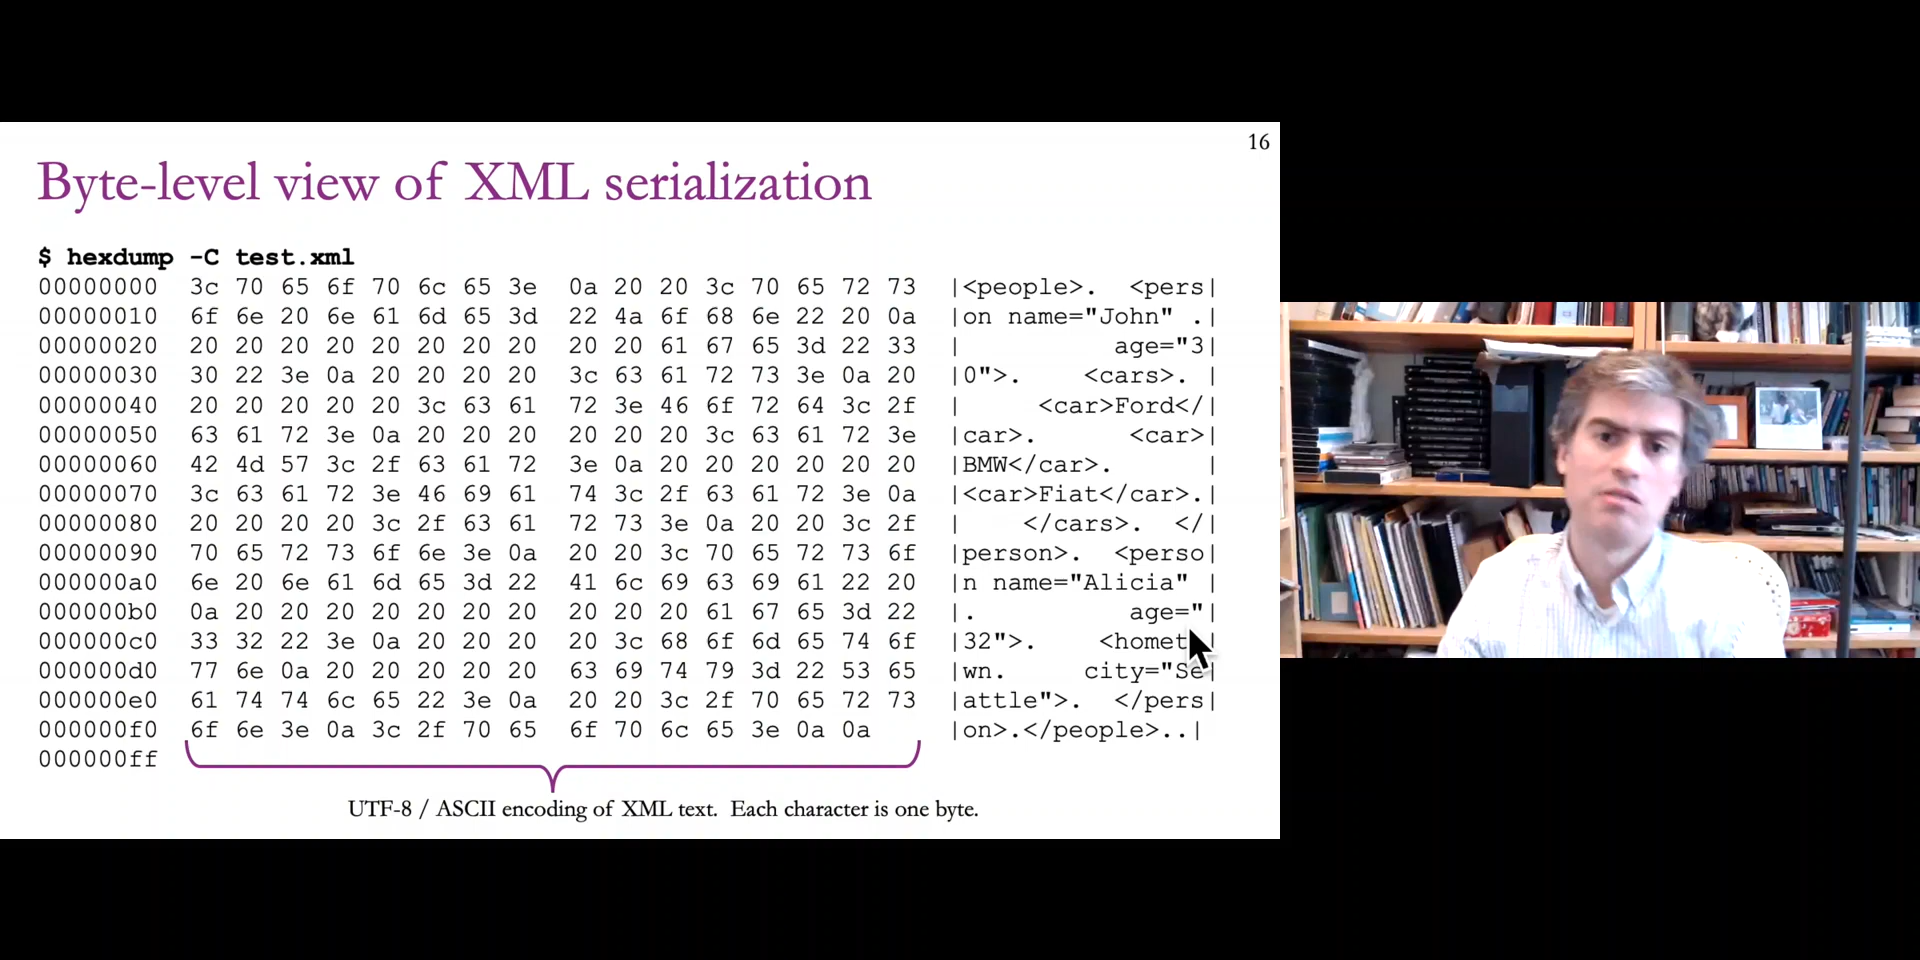 16
Byte-level view of XML serialization
$ hexdump -C test.xml
00000000 3c 70 65 6f 70 6c 65 3e 0a 20 20 3c 70 65 72 73 |<people>. <pers|
00000010 6f 6e 20 6e 61 6d 65 3d 22 4a 6f 68 6e 22 20 0a |on name="John" .|
00000020 20 20 20 20 20 20 20 20 20 20 61 67 65 3d 22 33 | age="3|
00000030 30 22 3e 0a 20 20 20 20 3c 63 61 72 73 3e 0a 20 |0">. <cars>. |
00000040 20 20 20 20 20 3c 63 61 72 3e 46 6f 72 64 3c 2f | <car>Ford</|
00000050 63 61 72 3e 0a 20 20 20 20 20 20 3c 63 61 72 3e |car>. <car>|
00000060 42 4d 57 3c 2f 63 61 72 3e 0a 20 20 20 20 20 20 |BMW</car>. |
00000070 3c 63 61 72 3e 46 69 61 74 3c 2f 63 61 72 3e 0a |<car>Fiat</car>.|
00000080 20 20 20 20 3c 2f 63 61 72 73 3e 0a 20 20 3c 2f | </cars>. </|
00000090 70 65 72 73 6f 6e 3e 0a 20 20 3c 70 65 72 73 6f |person>. <perso|
000000a0 6e 20 6e 61 6d 65 3d 22 41 6c 69 63 69 61 22 20 |n name="Alicia" |
000000b0 0a 20 20 20 20 20 20 20 20 20 20 61 67 65 3d 22 |. age="|
000000c0 33 32 22 3e 0a 20 20 20 20 3c 68 6f 6d 65 74 6f |32">. <homet|
000000d0 77 6e 0a 20 20 20 20 20 63 69 74 79 3d 22 53 65 |wn. city="Se|
000000e0 61 74 74 6c 65 22 3e 0a 20 20 3c 2f 70 65 72 73 |attle">. </pers|
000000f0 6f 6e 3e 0a 3c 2f 70 65 6f 70 6c 65 3e 0a 0a |on>.</people>..|
000000ff
UTF-8 / ASCII encoding of XML text. Each character is one byte.